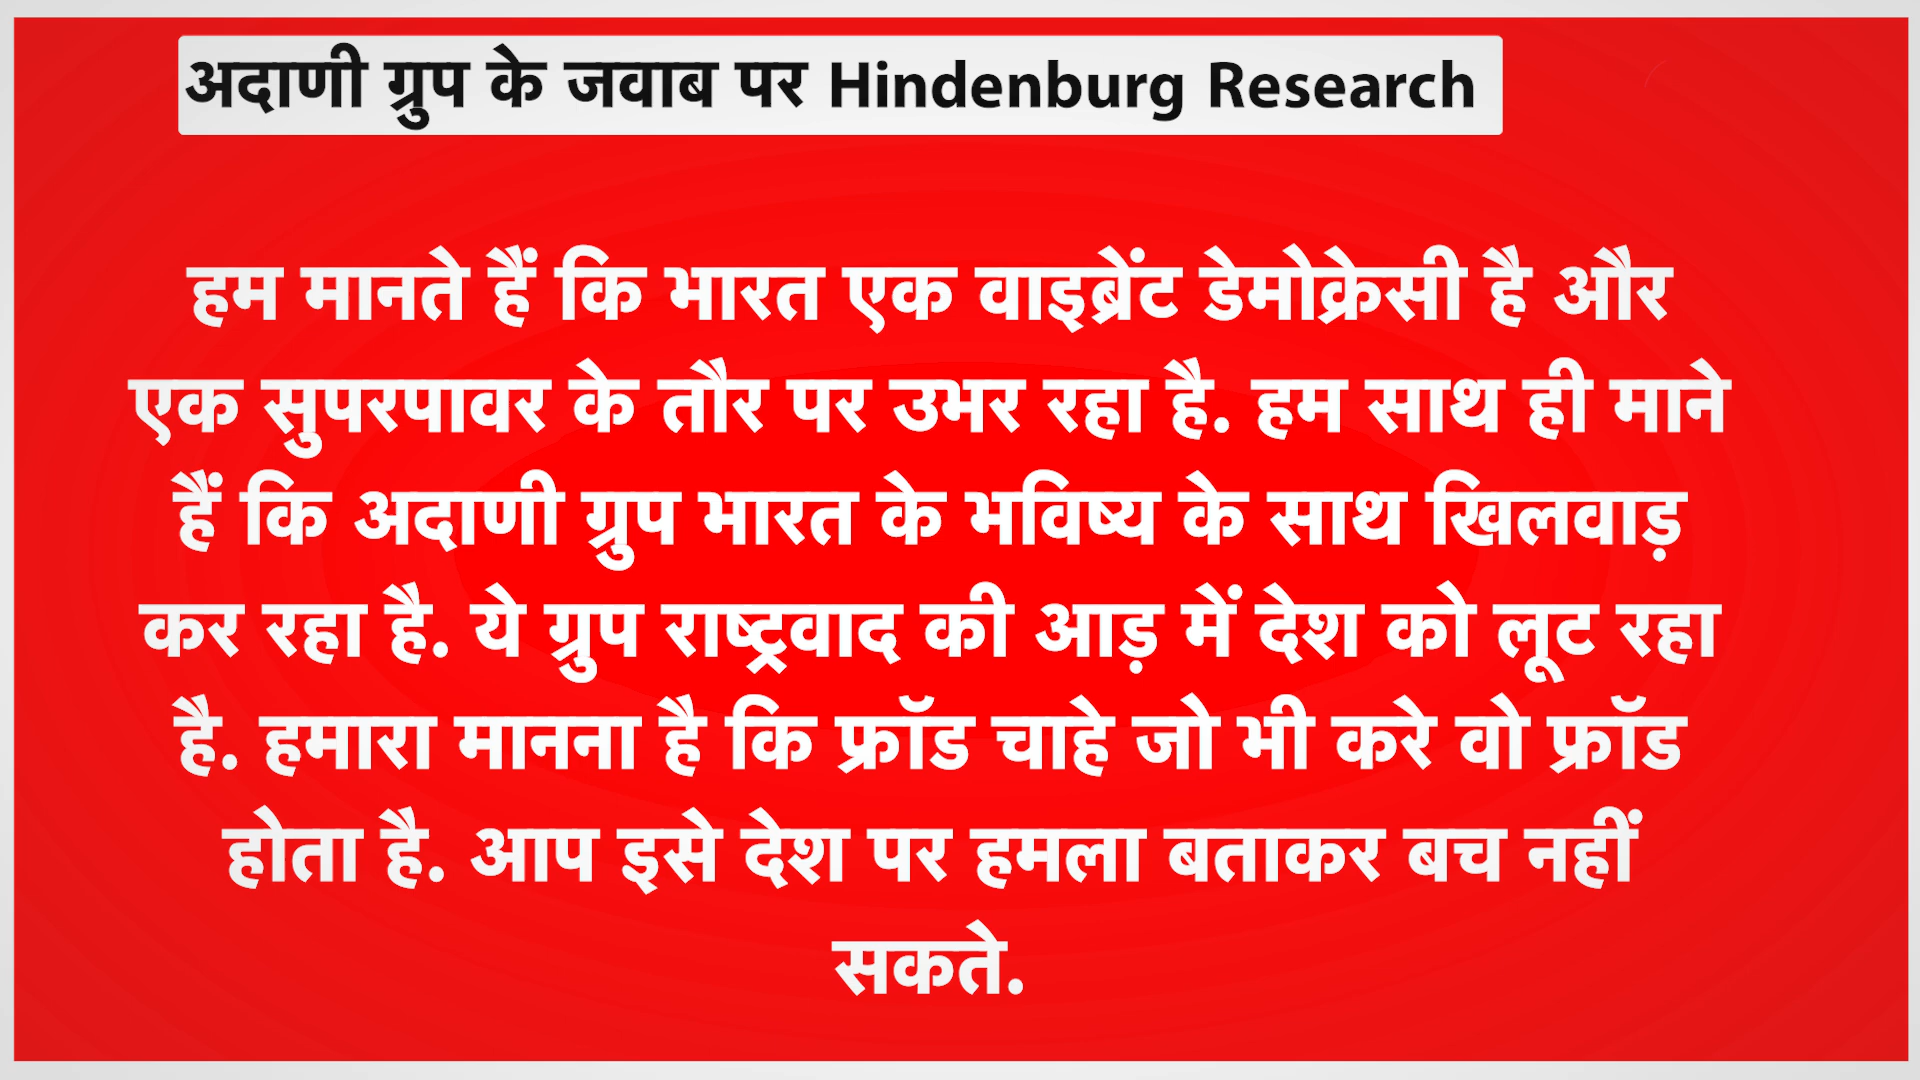 अदाणी ग्रुप के जवाब पर Hindenburg Research
हम मानते हैं कि भारत एक वाइब्रेंट डेमोक्रेसी है और
एक सुपरपावर के तौर पर उभर रहा है. हम साथ ही माने
हैं कि अदाणी ग्रुप भारत के भविष्य के साथ खिलवाड़
कर रहा है. ये ग्रुप राष्ट्रवाद की आड़ में देश को लूट रहा
है. हमारा मानना है कि फ्रॉड चाहे जो भी करे वो फ्रॉड
होता है. आप इसे देश पर हमला बताकर बच नहीं
सकते.